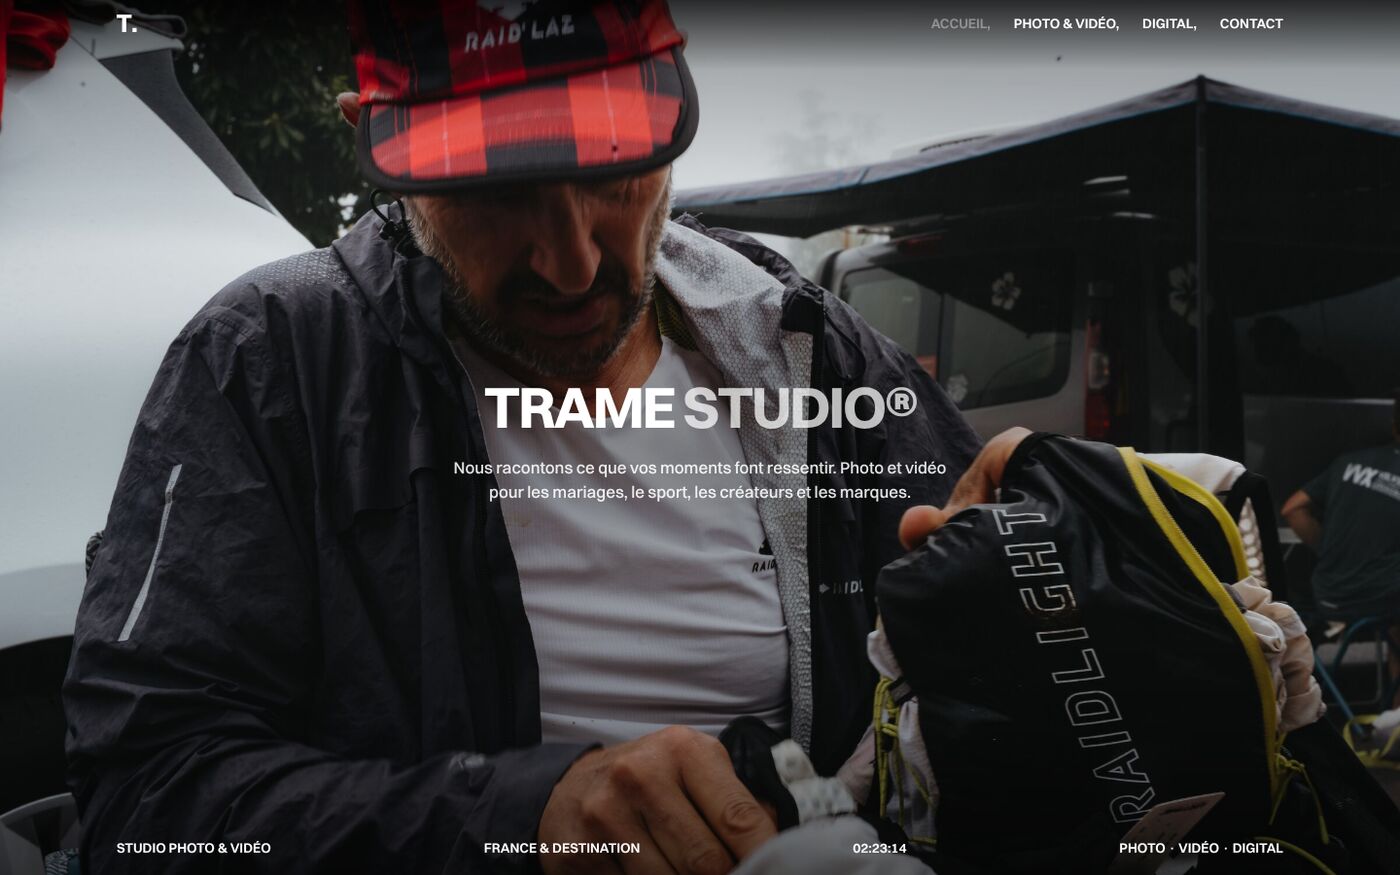 T.
ACCUEIL,
PHOTO & VIDÉO,
DIGITAL,
CONTACT
RAID'LAZ
TRAME STUDIO®
Nous racontons ce que vos moments font ressentir. Photo et vidéo
pour les mariages, le sport, les créateurs et les marques.
WX
RAIDLIGHT
RAIDLIGHT
STUDIO PHOTO & VIDÉO
FRANCE & DESTINATION
02:23:14
PHOTO · VIDÉO · DIGITAL